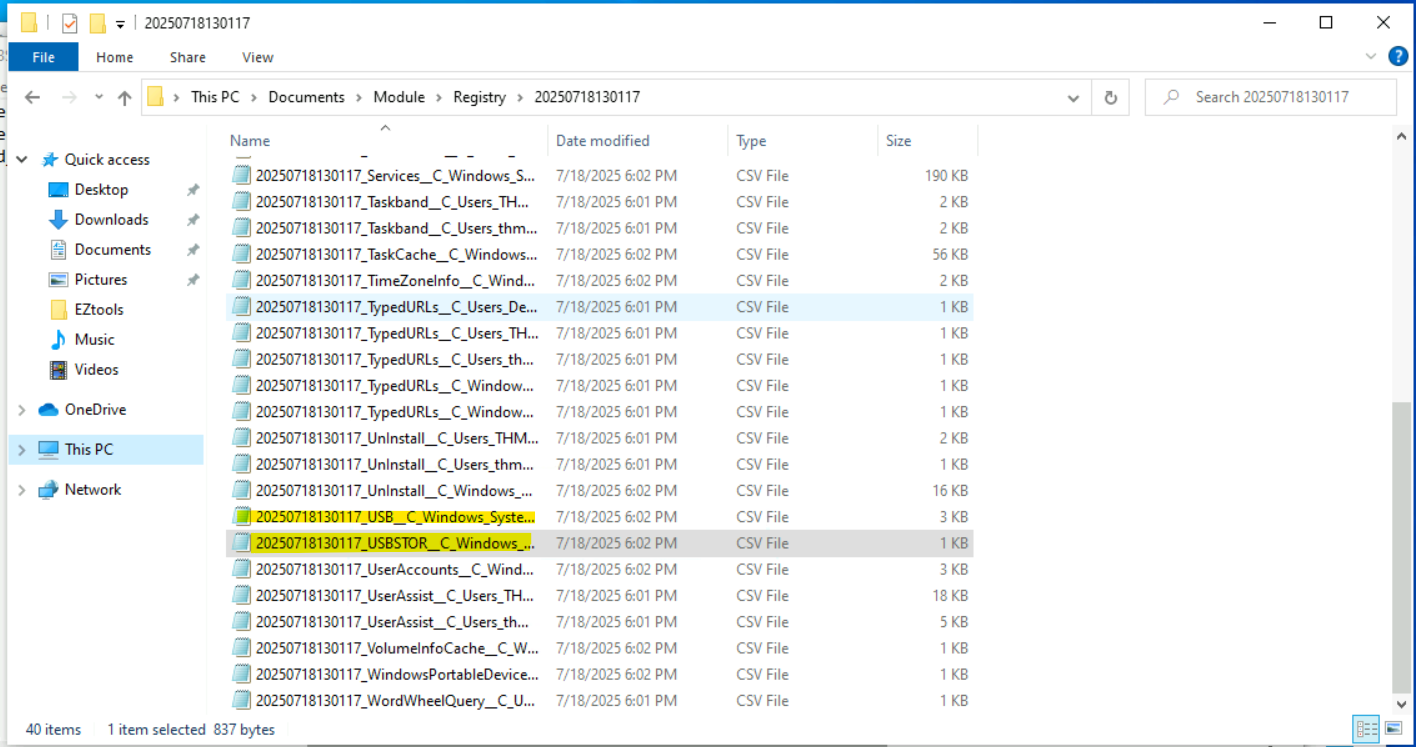 20250718130117
File Home Share View
This PC > Documents > Module > Registry > 20250718130117
Search 20250718130117
Name Date modified Type Size
Quick access
Desktop
Downloads
Documents
Pictures
EZtools
Music
Videos
OneDrive
This PC
Network
20250718130117_Services__C_Windows_S... 7/18/2025 6:02 PM CSV File 190 KB
20250718130117_Taskband__C_Users_TH... 7/18/2025 6:01 PM CSV File 2 KB
20250718130117_Taskband__C_Users_thm... 7/18/2025 6:01 PM CSV File 2 KB
20250718130117_TaskCache__C_Windows... 7/18/2025 6:02 PM CSV File 56 KB
20250718130117_TimeZoneInfo__C_Wind... 7/18/2025 6:02 PM CSV File 2 KB
20250718130117_TypedURLs__C_Users_De... 7/18/2025 6:01 PM CSV File 1 KB
20250718130117_TypedURLs__C_Users_TH... 7/18/2025 6:01 PM CSV File 1 KB
20250718130117_TypedURLs__C_Users_th... 7/18/2025 6:01 PM CSV File 1 KB
20250718130117_TypedURLs__C_Window... 7/18/2025 6:01 PM CSV File 1 KB
20250718130117_TypedURLs__C_Window... 7/18/2025 6:01 PM CSV File 1 KB
20250718130117_UnInstall__C_Users_THM... 7/18/2025 6:02 PM CSV File 2 KB
20250718130117_UnInstall__C_Users_thm... 7/18/2025 6:02 PM CSV File 1 KB
20250718130117_UnInstall__C_Windows_... 7/18/2025 6:02 PM CSV File 16 KB
20250718130117_USB__C_Windows_Syste... 7/18/2025 6:02 PM CSV File 3 KB
20250718130117_USBSTOR__C_Windows_... 7/18/2025 6:02 PM CSV File 1 KB
20250718130117_UserAccounts__C_Wind... 7/18/2025 6:02 PM CSV File 3 KB
20250718130117_UserAssist__C_Users_TH... 7/18/2025 6:01 PM CSV File 18 KB
20250718130117_UserAssist__C_Users_th... 7/18/2025 6:01 PM CSV File 5 KB
20250718130117_VolumeInfoCache__C_W... 7/18/2025 6:02 PM CSV File 1 KB
20250718130117_WindowsPortableDevice... 7/18/2025 6:02 PM CSV File 1 KB
20250718130117_WordWheelQuery__C_U... 7/18/2025 6:01 PM CSV File 1 KB
40 items 1 item selected 837 bytes